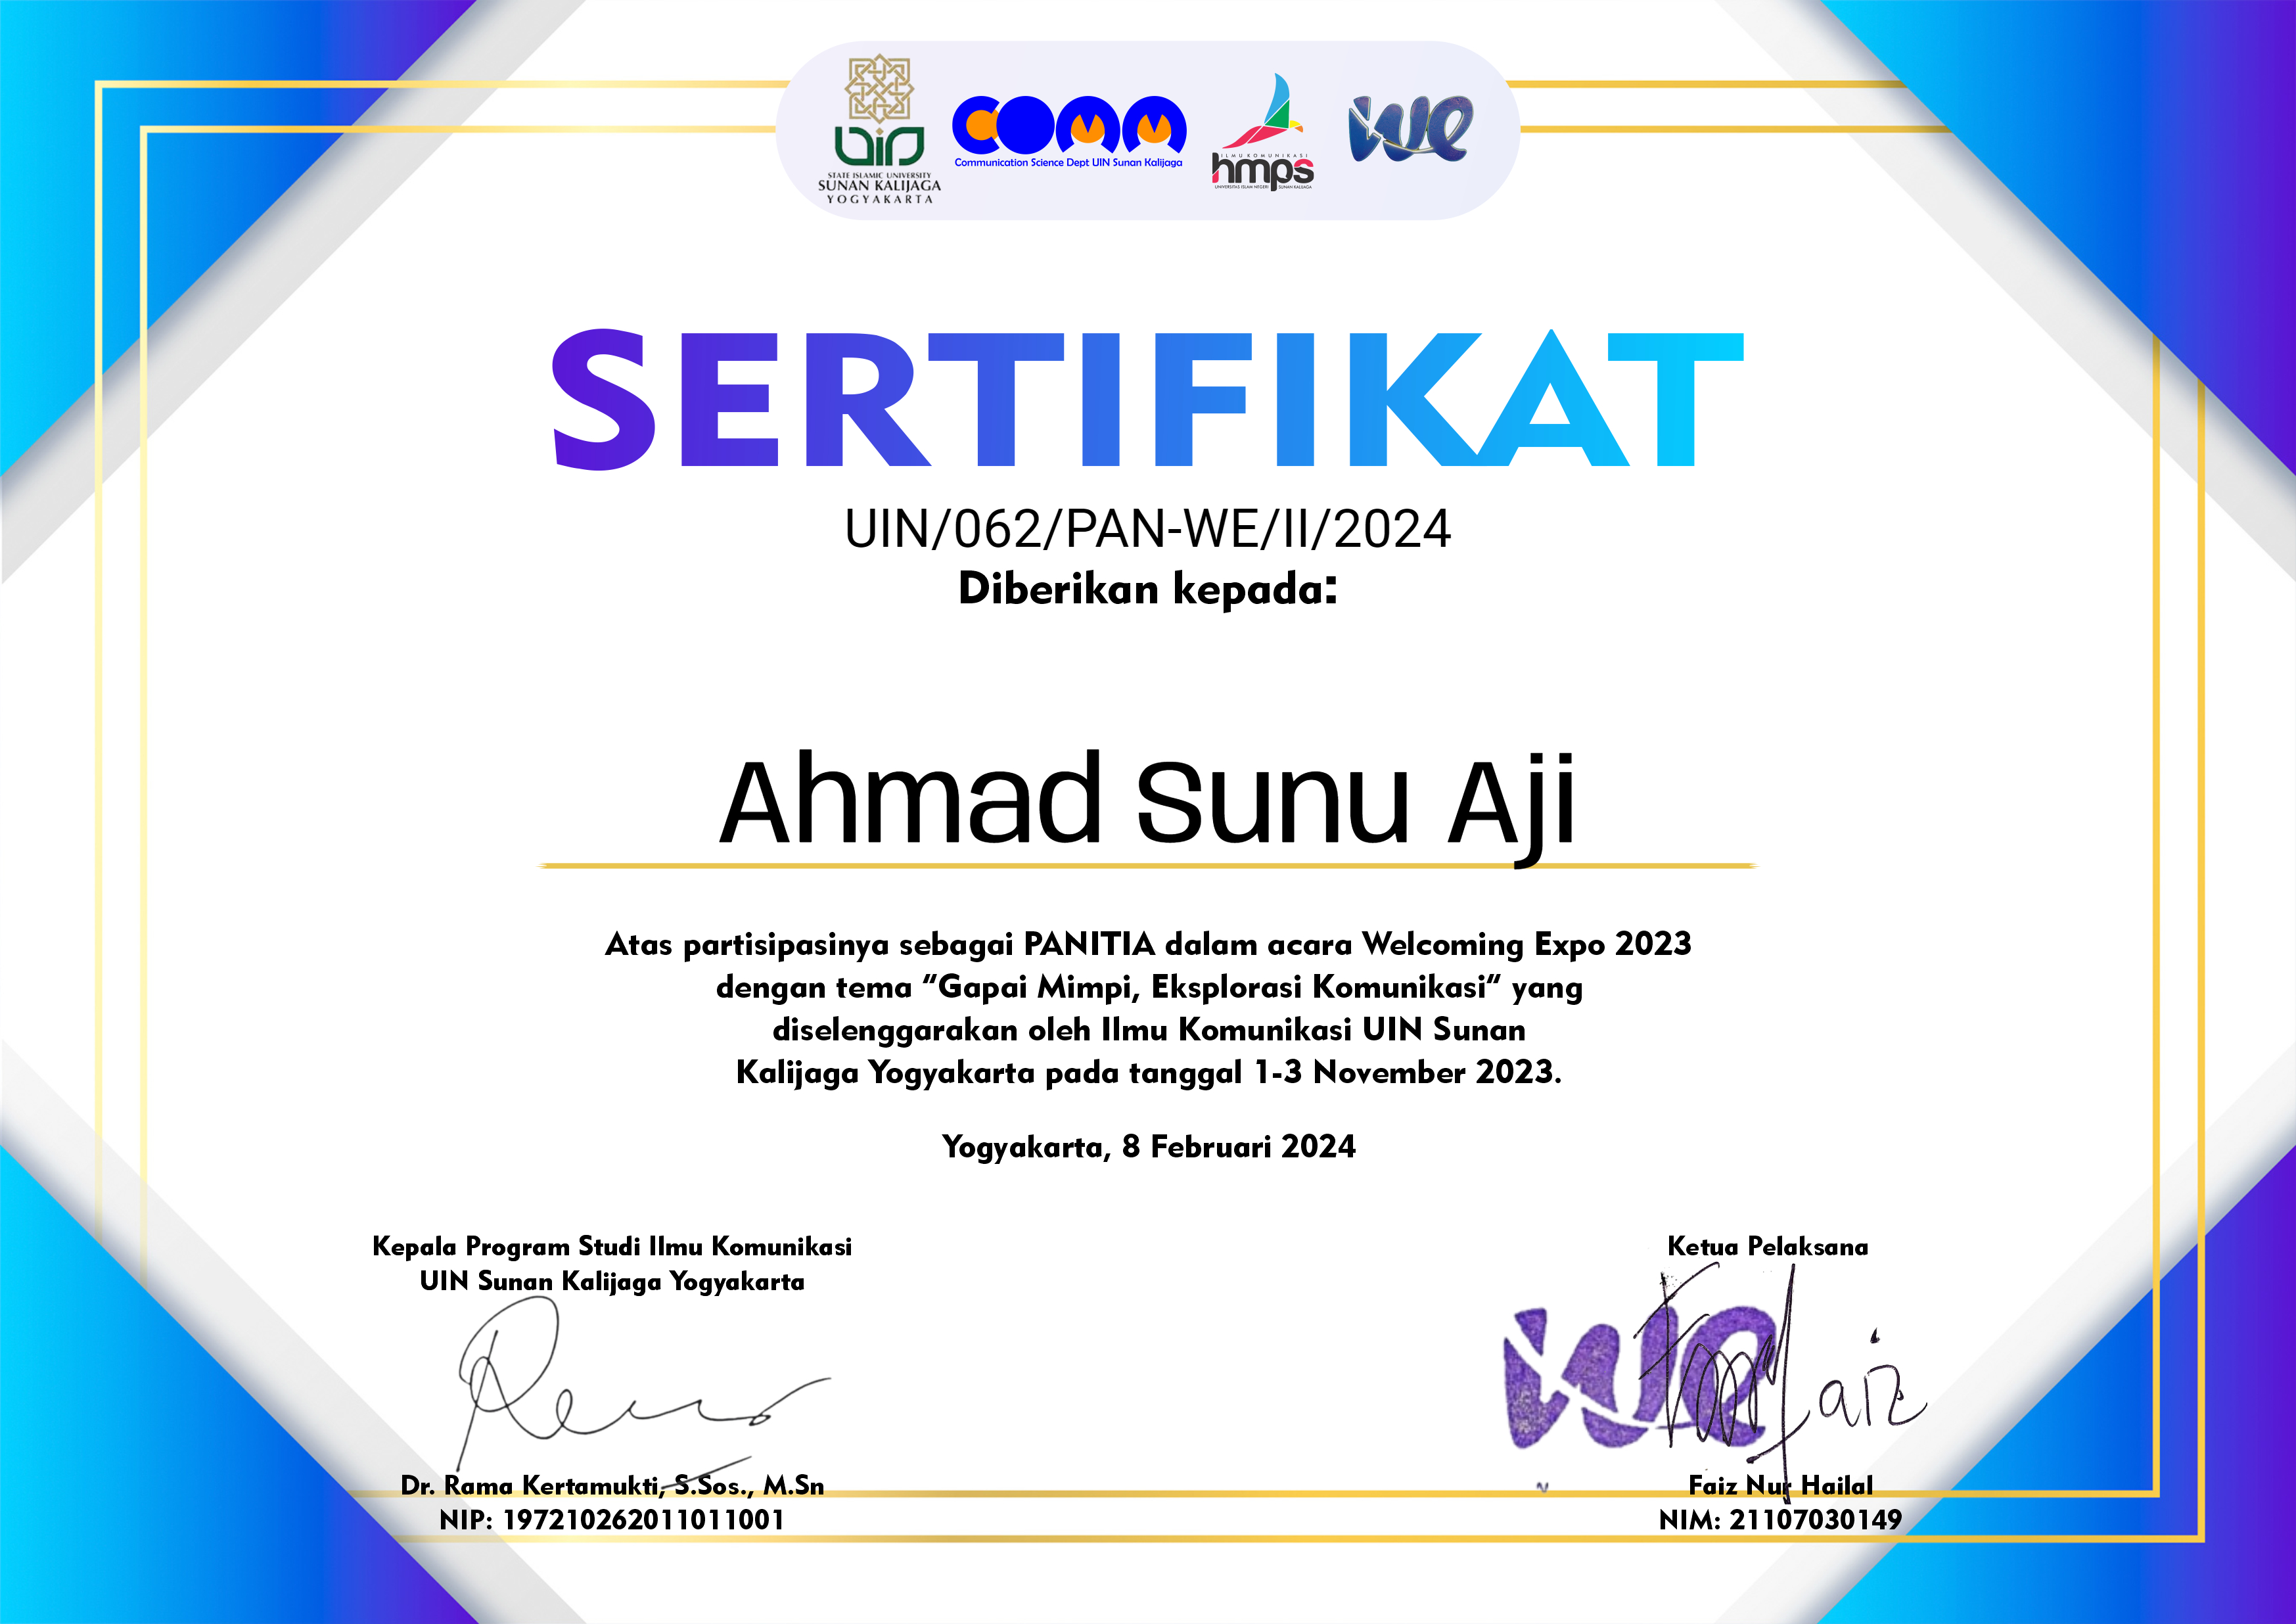 STATE ISLAMIC UNIVERSITY
SUNAN KALIJAGA
YOGYAKARTA
COMM
Communication Science Dept UIN Sunan Kalijaga
ILMU KOMUNIKASI
hmps
UNIVERSITAS ISLAM NEGERI SUNAN KALIJAGA
we
SERTIFIKAT
UIN/062/PAN-WE/II/2024
Diberikan kepada:
Ahmad Sunu Aji
Atas partisipasinya sebagai PANITIA dalam acara Welcoming Expo 2023
dengan tema “Gapai Mimpi, Eksplorasi Komunikasi“ yang
diselenggarakan oleh Ilmu Komunikasi UIN Sunan
Kalijaga Yogyakarta pada tanggal 1-3 November 2023.
Yogyakarta, 8 Februari 2024
Kepala Program Studi Ilmu Komunikasi
UIN Sunan Kalijaga Yogyakarta
Dr. Rama Kertamukti, S.Sos., M.Sn
NIP: 197210262011011001
Ketua Pelaksana
we
Faiz
Faiz Nur Hailal
NIM: 21107030149